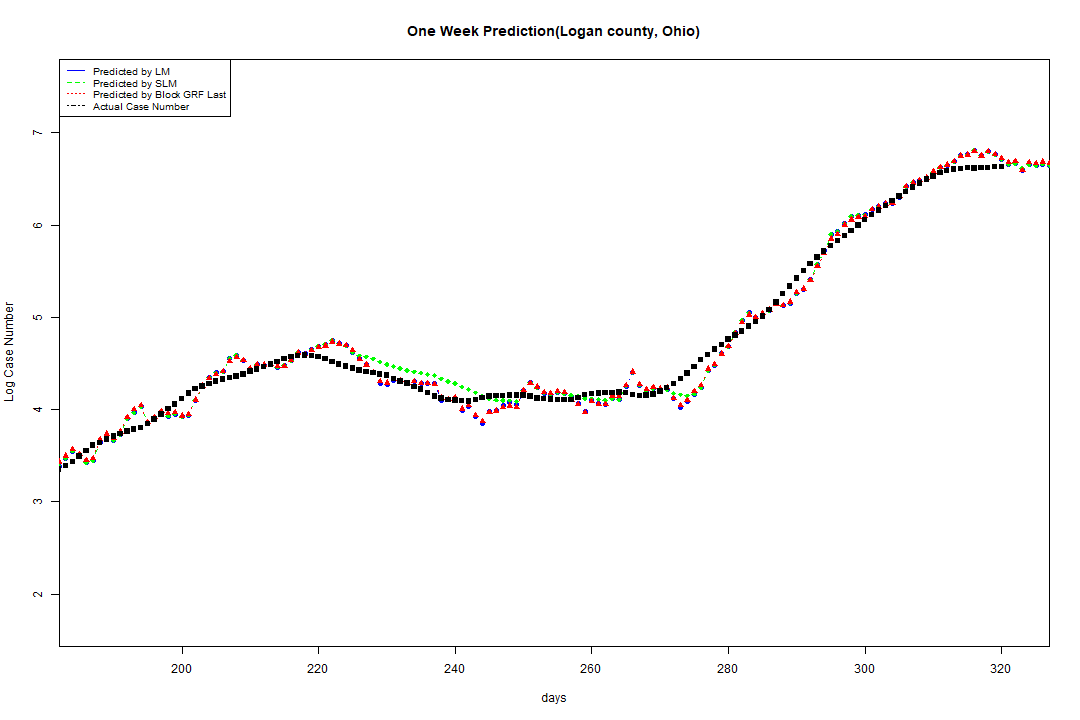 One Week Prediction(Logan county, Ohio)
Predicted by LM
Predicted by SLM
Predicted by Block GRF Last
Actual Case Number
7
6
5
4
3
2
Log Case Number
200 220 240 260 280 300 320
days